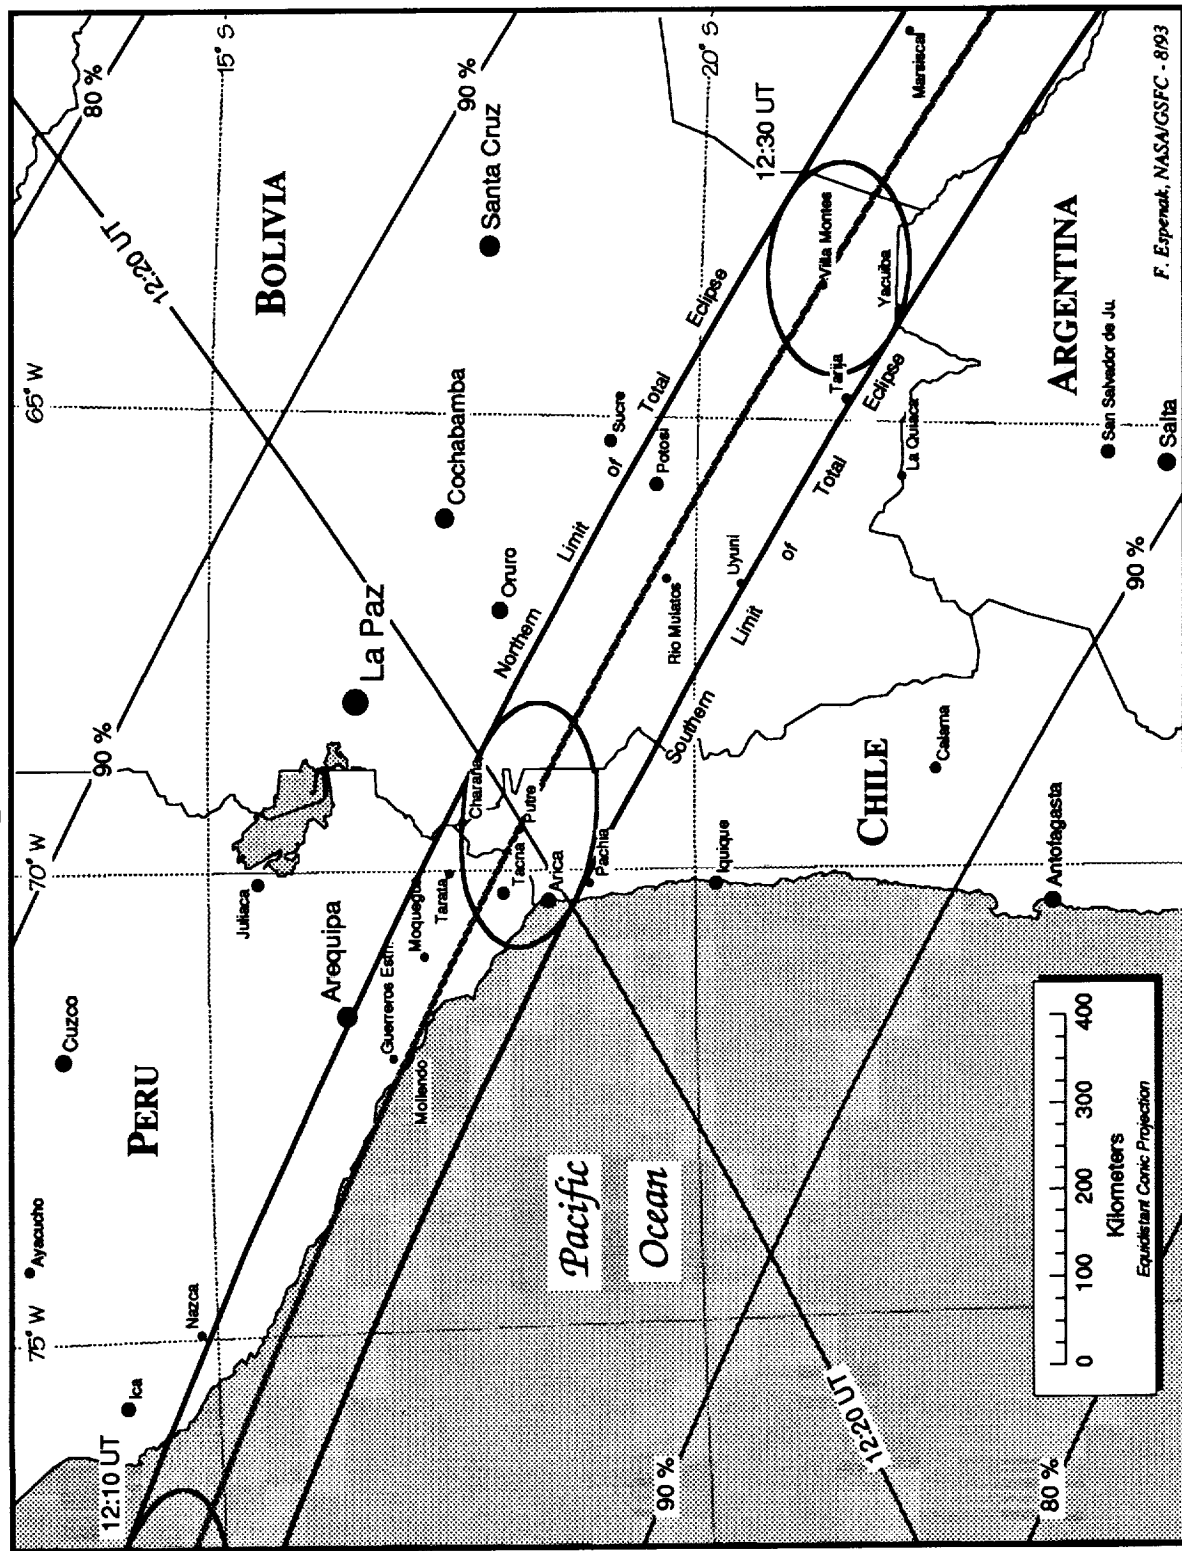 75° W
70° W
65° W
Ayacucho
Cuzco
90 %
80 %
12:20 UT
Ica
Nazca
PERU
Juliaca
BOLIVIA
90 %
15° S
12:10 UT
Arequipa
La Paz
Cochabamba
Santa Cruz
Guerreros Estn.
Mollendo
Moquegua
Tarata
Tacna
Arica
Charaña
Putre
Pachia
Oruro
Northern Limit of Total Eclipse
Sucre
Potosi
Rio Mulatos
Uyuni
Southern Limit of Total Eclipse
Tarija
Villa Montes
Yacuiba
12:30 UT
20° S
Mariscal
Pacific
Ocean
Iquique
CHILE
Calama
La Quiaca
ARGENTINA
90 %
12:20 UT
80 %
Antofagasta
90 %
San Salvador de Ju.
Salta
0 100 200 300 400
Kilometers
Equidistant Conic Projection
F. Espenak, NASA/GSFC - 8/93